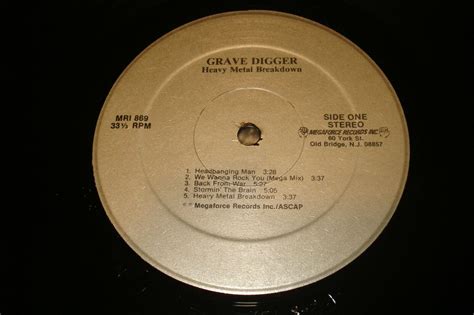 GRAVE DIGGER
Heavy Metal Breakdown
MRI 869
33⅓ RPM
SIDE ONE
STEREO
MEGAFORCE RECORDS INC
60 York St.
Old Bridge, N.J. 08857
1. Headbanging Man 3:28
2. We Wanna Rock You (Mega Mix) 3:37
3. Back From War 5:27
4. Stormin' The Brain 5:05
5. Heavy Metal Breakdown 3:37
Megaforce Records Inc./ASCAP